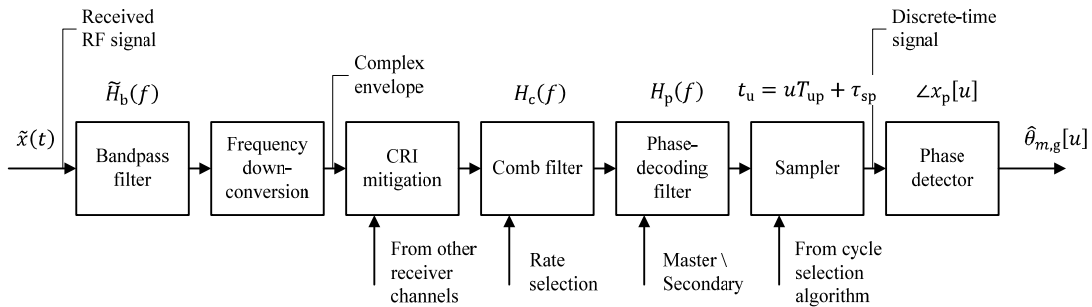 Received
RF signal
Discrete-time
signal
Complex
envelope
H̃b(f)
Hc(f)
Hp(f)
tu = uTup + τsp
∠xp[u]
x̃(t)
θ̂m,g[u]
Bandpass
filter
Frequency
down-
conversion
CRI
mitigation
Comb filter
Phase-
decoding
filter
Sampler
Phase
detector
From other
receiver
channels
Rate
selection
Master \
Secondary
From cycle
selection
algorithm